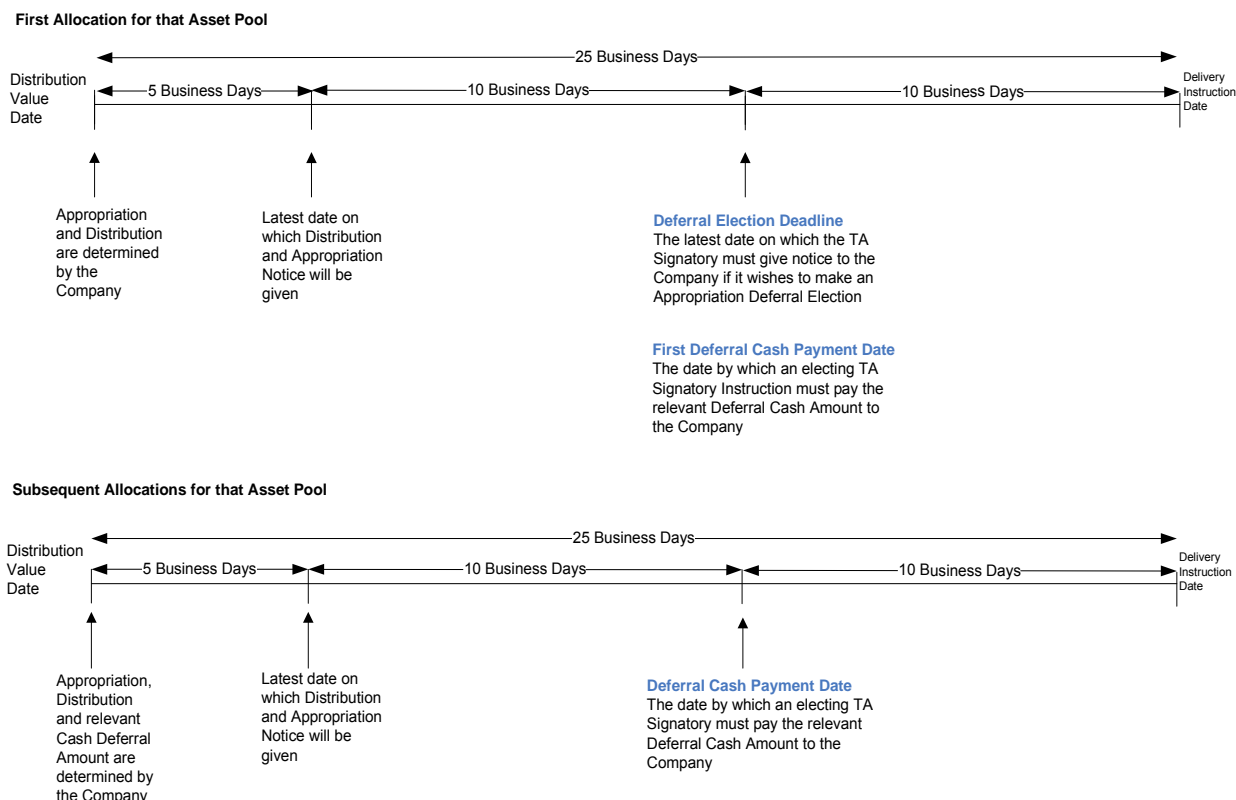 First Allocation for that Asset Pool
25 Business Days
Distribution
Value
Date
5 Business Days
10 Business Days
10 Business Days
Delivery
Instruction
Date
Appropriation
and Distribution
are determined
by the
Company
Latest date on
which Distribution
and Appropriation
Notice will be
given
Deferral Election Deadline
The latest date on which the TA
Signatory must give notice to the
Company if it wishes to make an
Appropriation Deferral Election
First Deferral Cash Payment Date
The date by which an electing TA
Signatory Instruction must pay the
relevant Deferral Cash Amount to
the Company
Subsequent Allocations for that Asset Pool
25 Business Days
Distribution
Value
Date
5 Business Days
10 Business Days
10 Business Days
Delivery
Instruction
Date
Appropriation,
Distribution
and relevant
Cash Deferral
Amount are
determined by
the Company
Latest date on
which Distribution
and Appropriation
Notice will be
given
Deferral Cash Payment Date
The date by which an electing TA
Signatory must pay the relevant
Deferral Cash Amount to the
Company